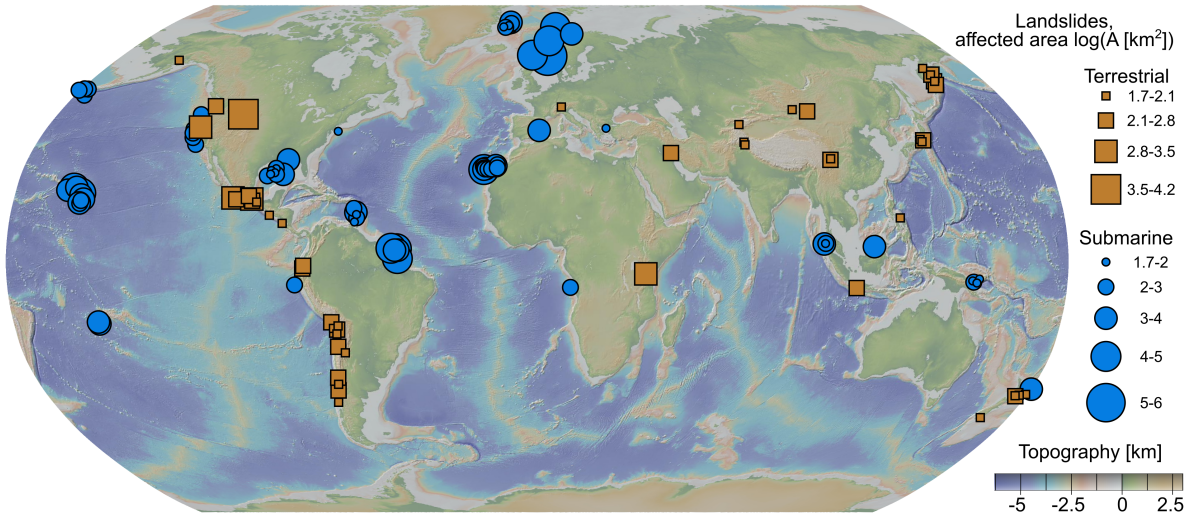 Landslides,
affected area log(A [km²])
Terrestrial
1.7-2.1
2.1-2.8
2.8-3.5
3.5-4.2
Submarine
1.7-2
2-3
3-4
4-5
5-6
Topography [km]
-5 -2.5 0 2.5